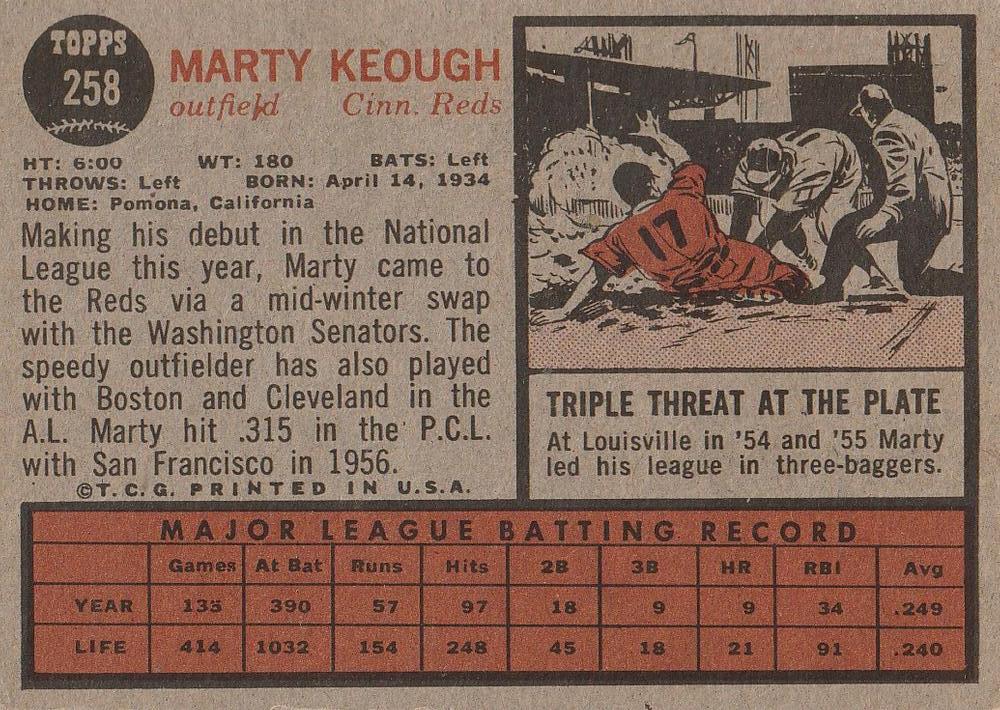 TOPPS
258
MARTY KEOUGH
outfield Cinn. Reds
HT: 6:00 WT: 180 BATS: Left
THROWS: Left BORN: April 14, 1934
HOME: Pomona, California
Making his debut in the National
League this year, Marty came to
the Reds via a mid-winter swap
with the Washington Senators. The
speedy outfielder has also played
with Boston and Cleveland in the
A.L. Marty hit .315 in the P.C.L.
with San Francisco in 1956.
©T.C.G. PRINTED IN U.S.A.
17
TRIPLE THREAT AT THE PLATE
At Louisville in '54 and '55 Marty
led his league in three-baggers.
MAJOR LEAGUE BATTING RECORD
Games At Bat Runs Hits 2B 3B HR RBI Avg
YEAR 135 390 57 97 18 9 9 34 .249
LIFE 414 1032 154 248 45 18 21 91 .240